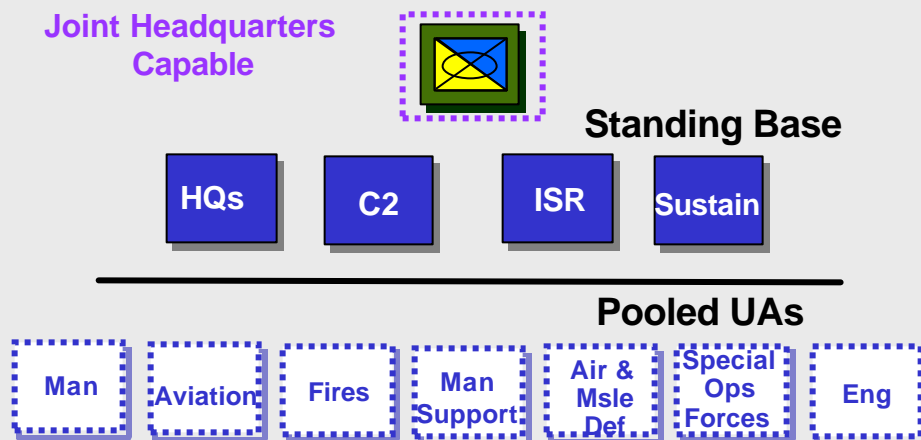 Joint Headquarters
Capable
Standing Base
HQs
C2
ISR
Sustain
Pooled UAs
Man
Aviation
Fires
Man
Support
Air &
Msle
Def
Special
Ops
Forces
Eng